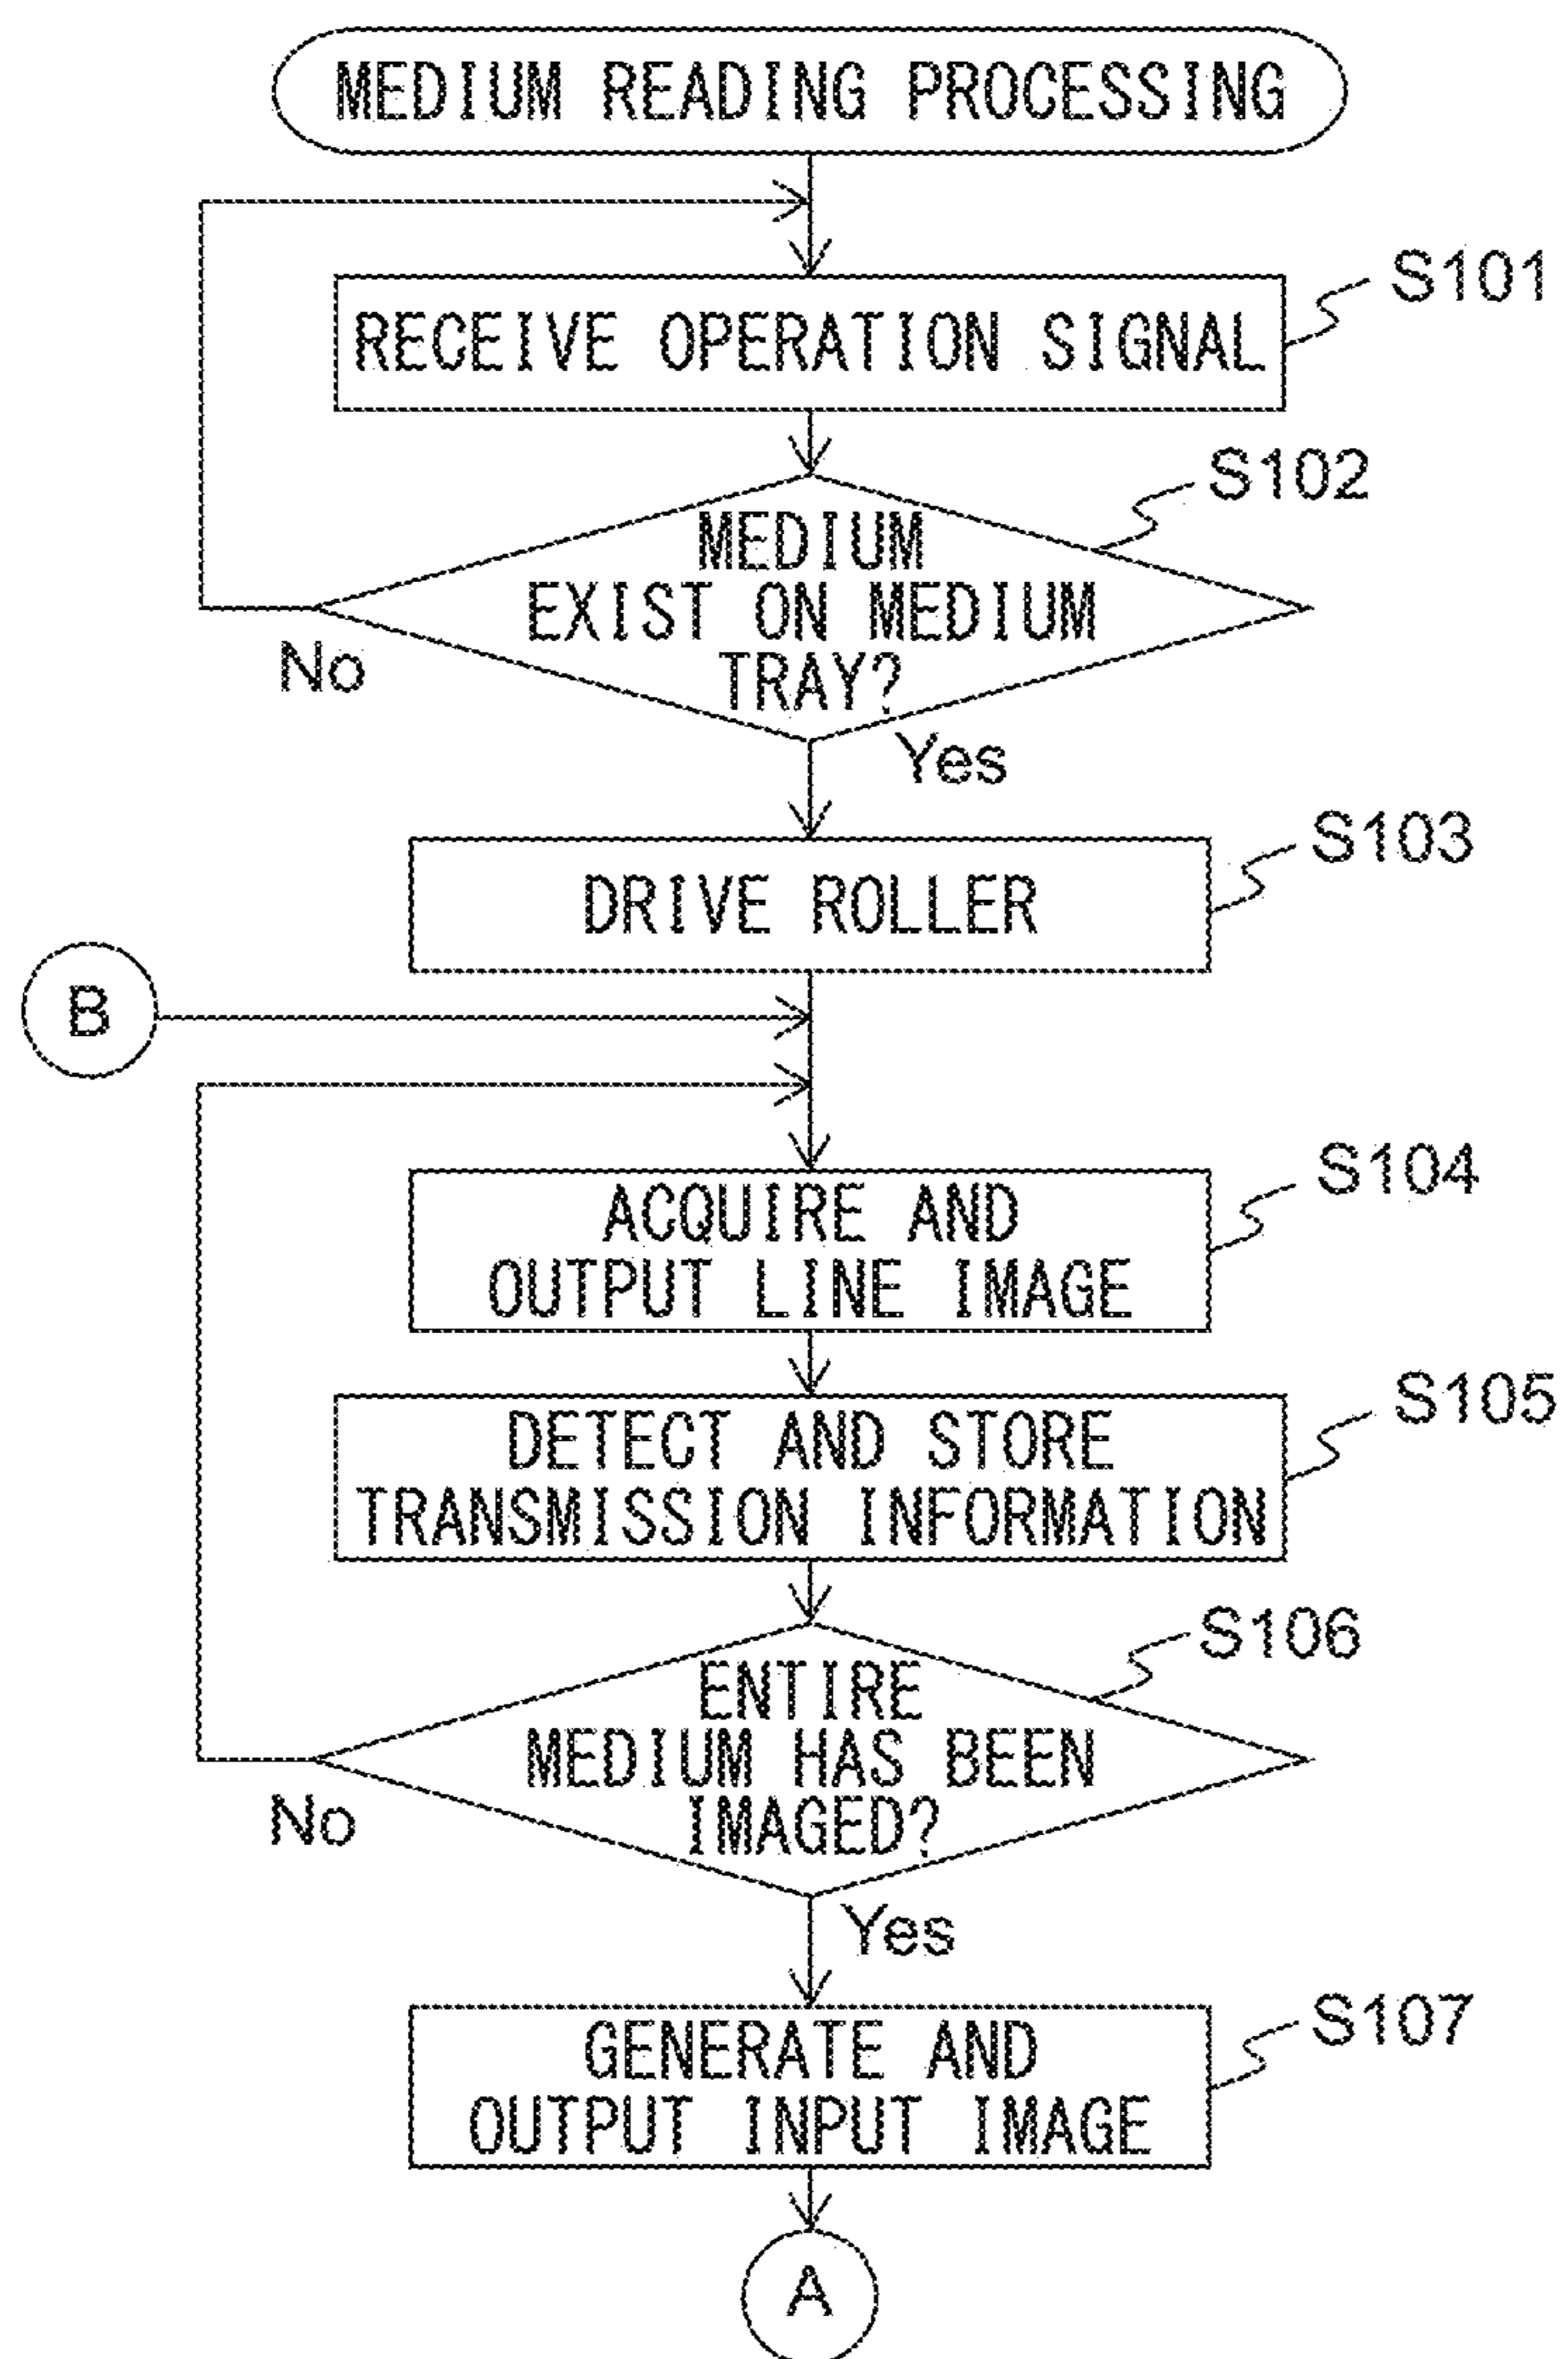 MEDIUM READING PROCESSING
RECEIVE OPERATION SIGNAL
S101
MEDIUM
EXIST ON MEDIUM
TRAY?
S102
No
Yes
DRIVE ROLLER
S103
B
ACQUIRE AND
OUTPUT LINE IMAGE
S104
DETECT AND STORE
TRANSMISSION INFORMATION
S105
ENTIRE
MEDIUM HAS BEEN
IMAGED?
S106
No
Yes
GENERATE AND
OUTPUT INPUT IMAGE
S107
A